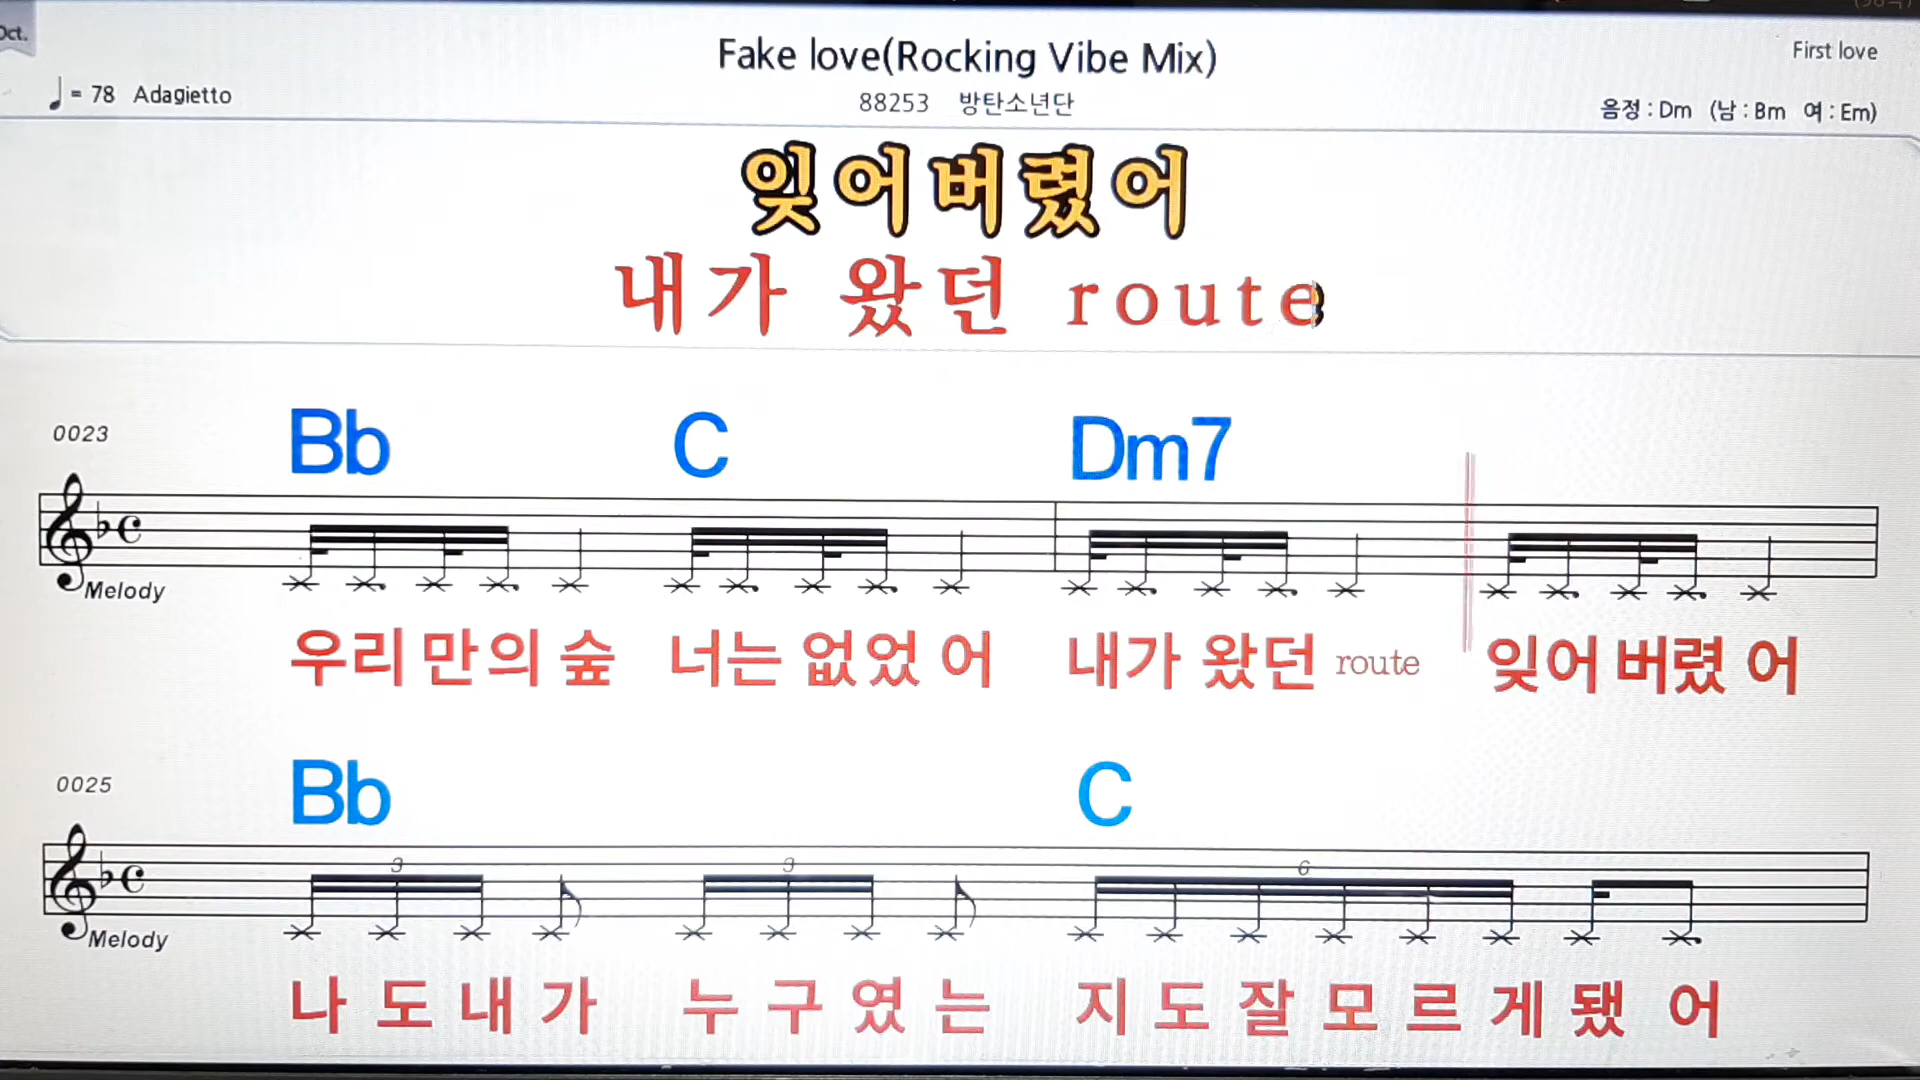 Oct.
Fake love(Rocking Vibe Mix)
First love
♩ = 78 Adagietto
88253 방탄소년단
음정 : Dm (남 : Bm 여 : Em)
잊어버렸어
내가 왔던 route
0023
Bb C Dm7
Melody
우리만의 숲 너는 없었어 내가 왔던 route 잊어버렸어
0025
Bb C
3 3 6
Melody
나도내가 누구였는 지도잘모르게됐어